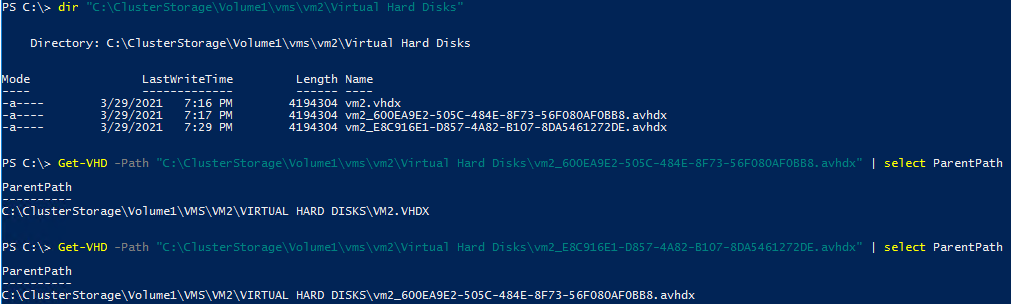 PS C:\> dir "C:\ClusterStorage\Volume1\vms\vm2\Virtual Hard Disks"
Directory: C:\ClusterStorage\Volume1\vms\vm2\Virtual Hard Disks
Mode LastWriteTime Length Name
---- ------------- ------ ----
-a---- 3/29/2021 7:16 PM 4194304 vm2.vhdx
-a---- 3/29/2021 7:17 PM 4194304 vm2_600EA9E2-505C-484E-8F73-56F080AF0BB8.avhdx
-a---- 3/29/2021 7:29 PM 4194304 vm2_E8C916E1-D857-4A82-B107-8DA5461272DE.avhdx
PS C:\> Get-VHD -Path "C:\ClusterStorage\Volume1\vms\vm2\Virtual Hard Disks\vm2_600EA9E2-505C-484E-8F73-56F080AF0BB8.avhdx" | select ParentPath
ParentPath
----------
C:\ClusterStorage\Volume1\VMS\VM2\VIRTUAL HARD DISKS\VM2.VHDX
PS C:\> Get-VHD -Path "C:\ClusterStorage\Volume1\vms\vm2\Virtual Hard Disks\vm2_E8C916E1-D857-4A82-B107-8DA5461272DE.avhdx" | select ParentPath
ParentPath
----------
C:\ClusterStorage\Volume1\VMS\VM2\VIRTUAL HARD DISKS\vm2_600EA9E2-505C-484E-8F73-56F080AF0BB8.avhdx